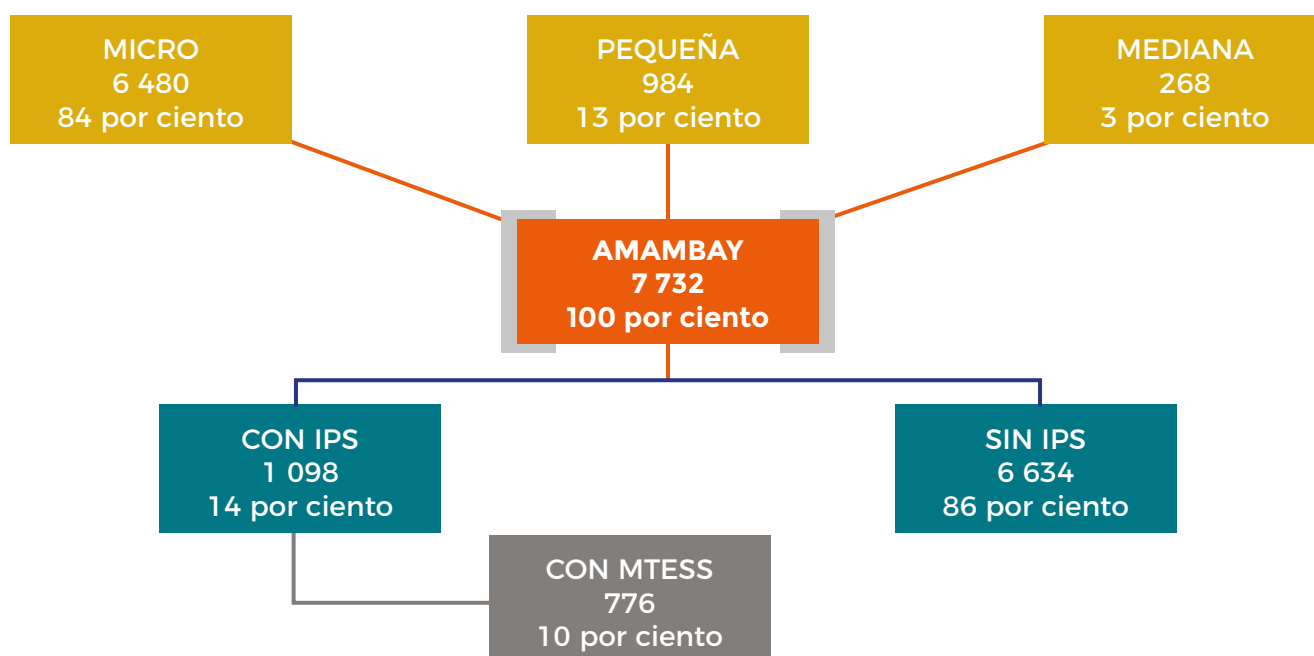 MICRO
6 480
84 por ciento
PEQUEÑA
984
13 por ciento
MEDIANA
268
3 por ciento
AMAMBAY
7 732
100 por ciento
CON IPS
1 098
14 por ciento
SIN IPS
6 634
86 por ciento
CON MTESS
776
10 por ciento